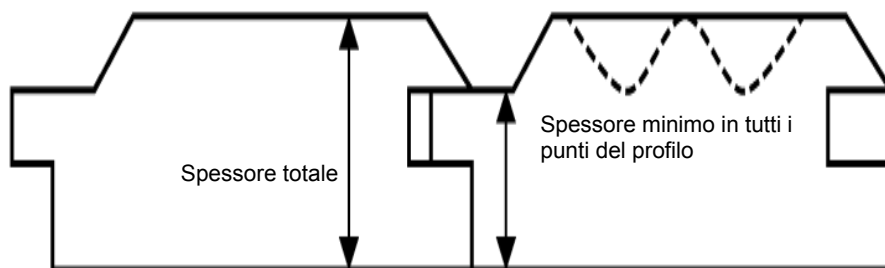 Spessore totale
Spessore minimo in tutti i
punti del profilo